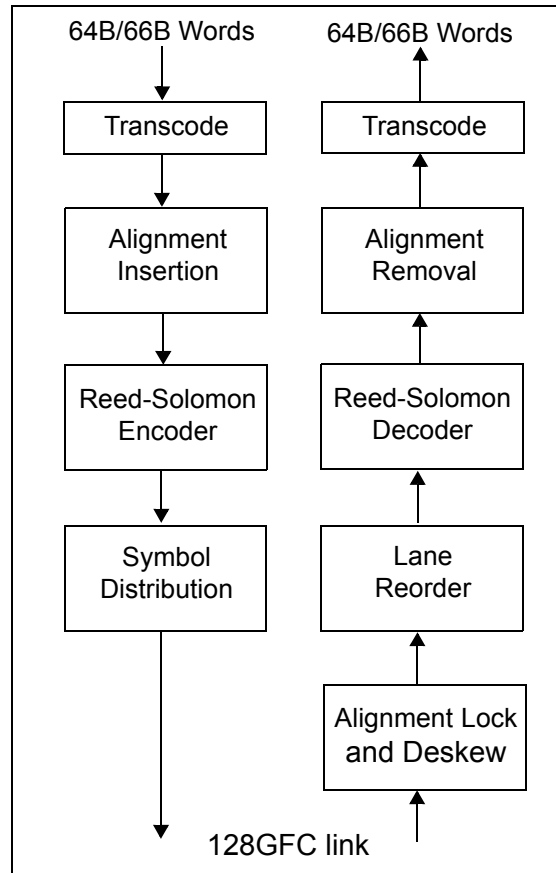 64B/66B Words
Transcode
Alignment
Insertion
Reed-Solomon
Encoder
Symbol
Distribution
64B/66B Words
Transcode
Alignment
Removal
Reed-Solomon
Decoder
Lane
Reorder
Alignment Lock
and Deskew
128GFC link